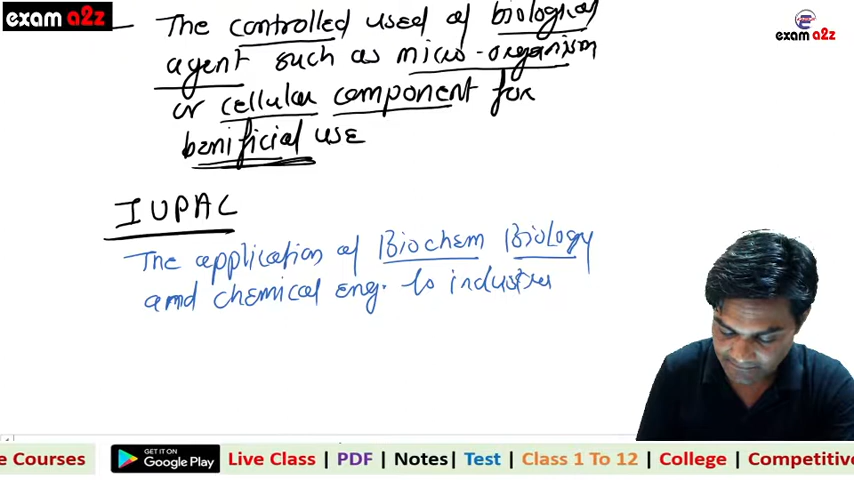 exam a2z
The controlled used of biological
exam a2z
agent such as micro-organism
or cellular component for
benificial use
IUPAC
The application of Biochem Biology
amd chemical eng. to industries
e Courses
GET IT ON
Google Play
Live Class | PDF | Notes| Test | Class 1 To 12 | College | Competitive